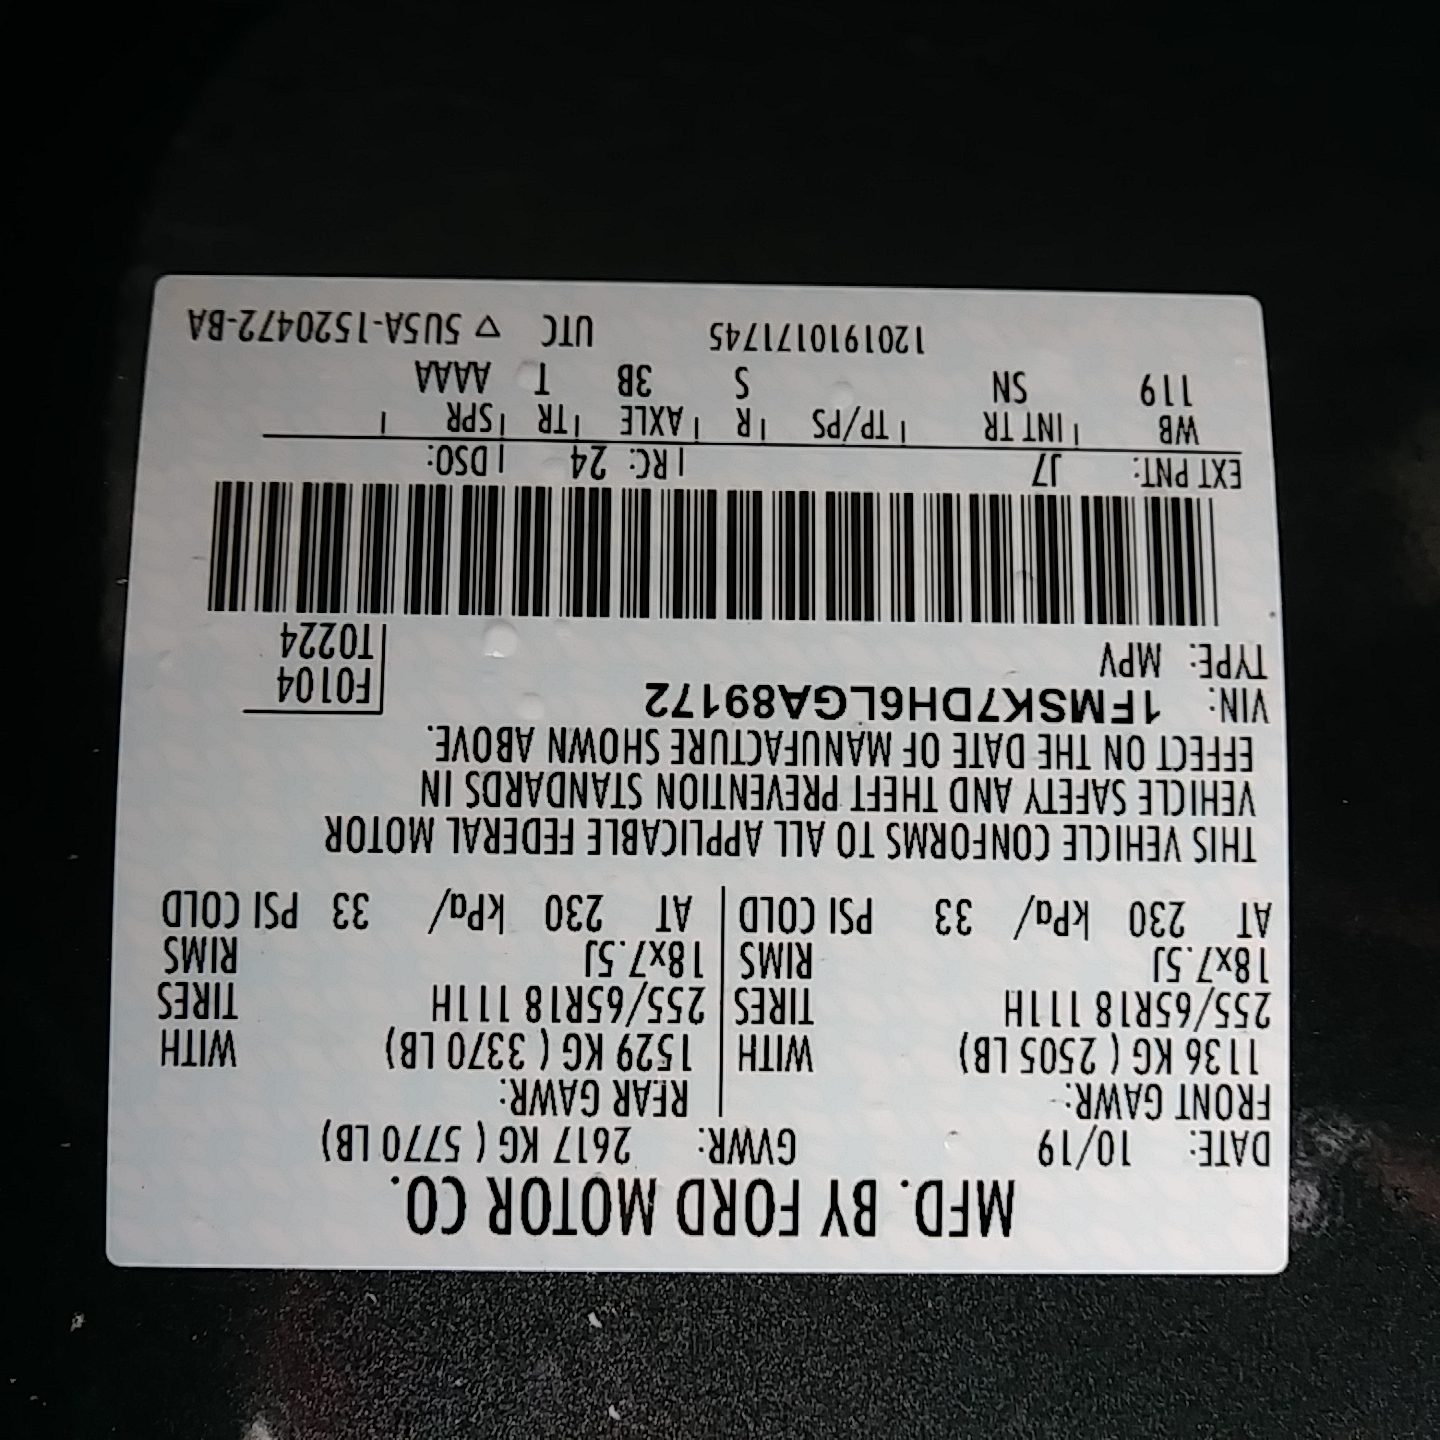 MFD. BY FORD MOTOR CO.
DATE: 10/19 GVWR: 2617 KG ( 5770 LB)
FRONT GAWR: REAR GAWR:
1136 KG ( 2505 LB) WITH 1529 KG ( 3370 LB) WITH
255/65R18 111H TIRES 255/65R18 111H TIRES
18x7.5J RIMS 18x7.5J RIMS
AT 230 kPa/ 33 PSI COLD AT 230 kPa/ 33 PSI COLD
THIS VEHICLE CONFORMS TO ALL APPLICABLE FEDERAL MOTOR
VEHICLE SAFETY AND THEFT PREVENTION STANDARDS IN
EFFECT ON THE DATE OF MANUFACTURE SHOWN ABOVE.
VIN: 1FMSK7DH6LGA89172 F0104
TYPE: MPV T0224
EXT PNT: J7 RC: 24 DSO:
WB INT TR TP/PS R AXLE TR SPR
119 SN S 3B T AAAA
120191017174​5 UTC ▽ 5U5A-1520472-BA